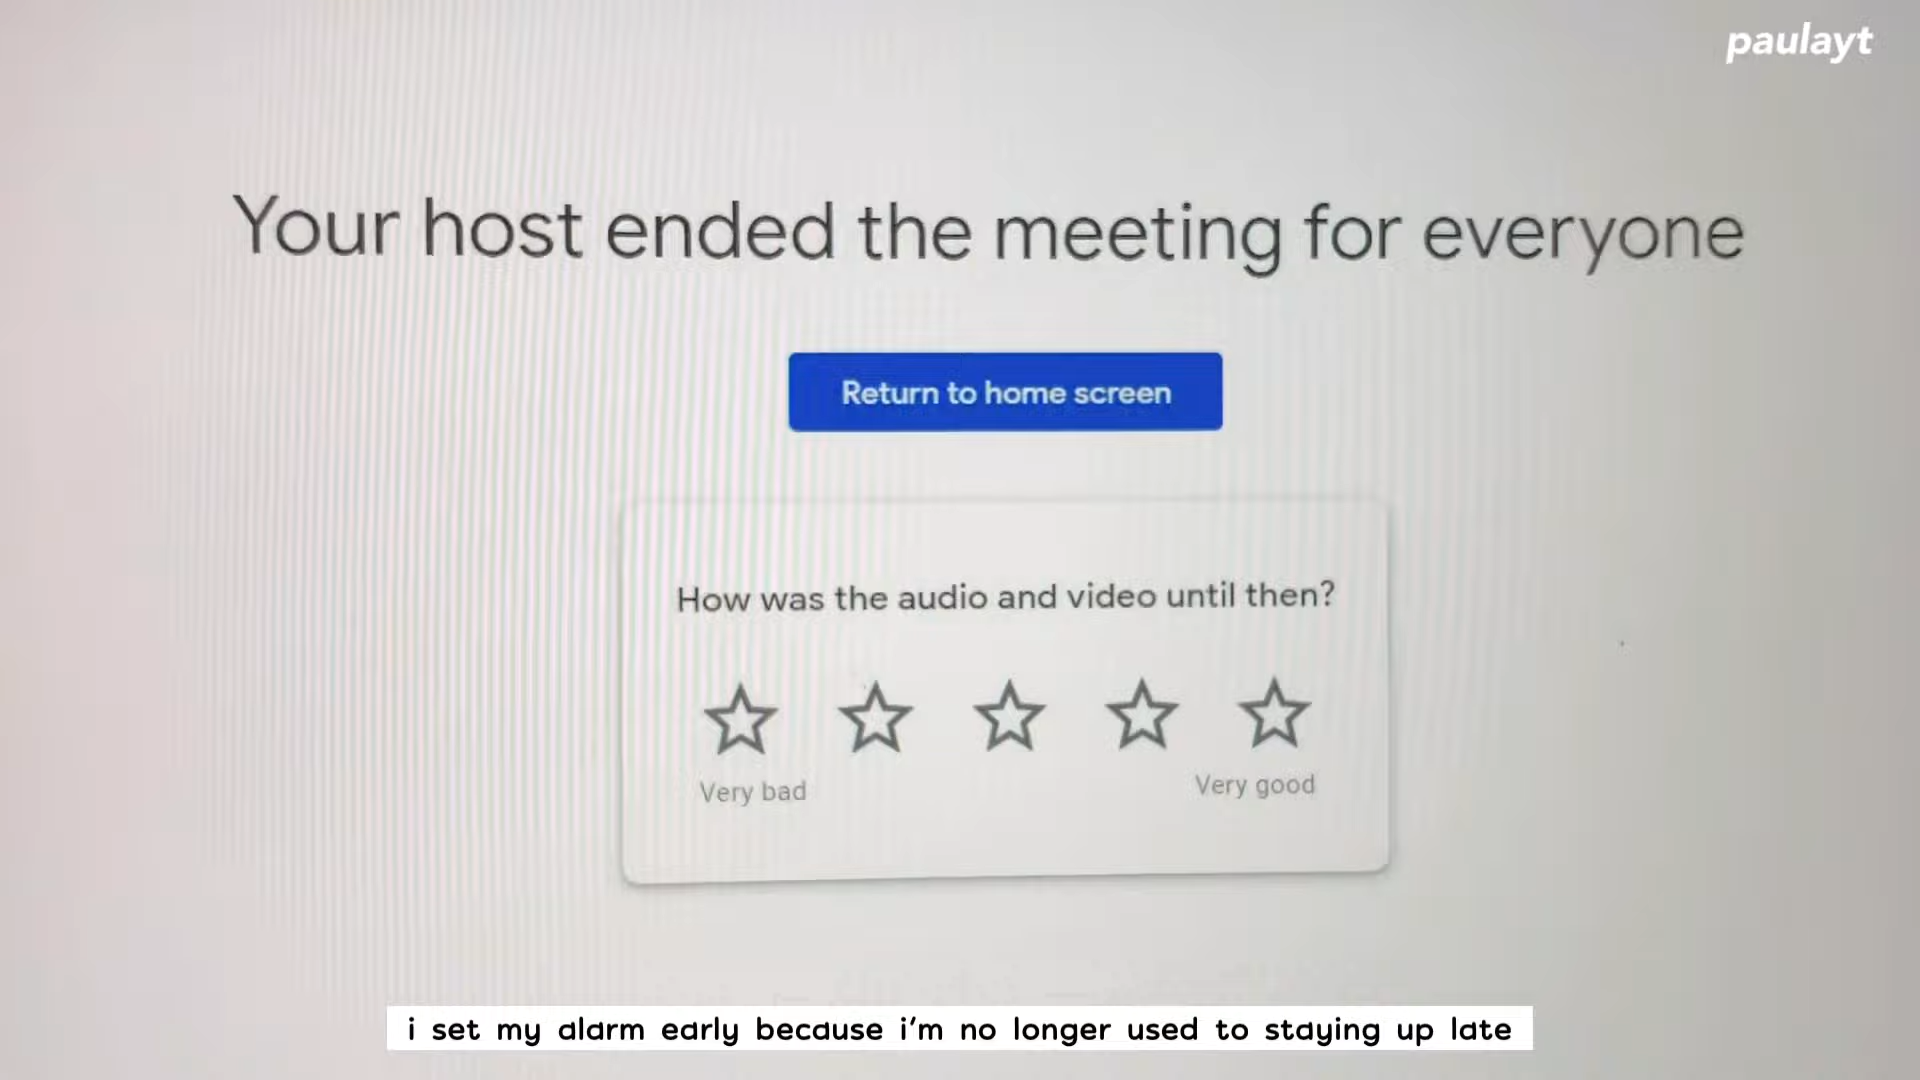 paulayt
Your host ended the meeting for everyone
Return to home screen
How was the audio and video until then?
Very bad
Very good
i set my alarm early because i'm no longer used to staying up late